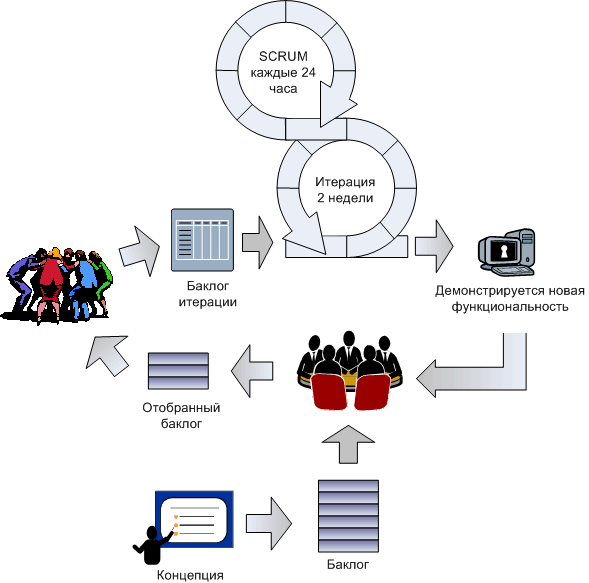 SCRUM
каждые 24
часа
Итерация
2 недели
Баклог
итерации
Демонстрируется новая
функциональность
Отобранный
баклог
Концепция
Баклог